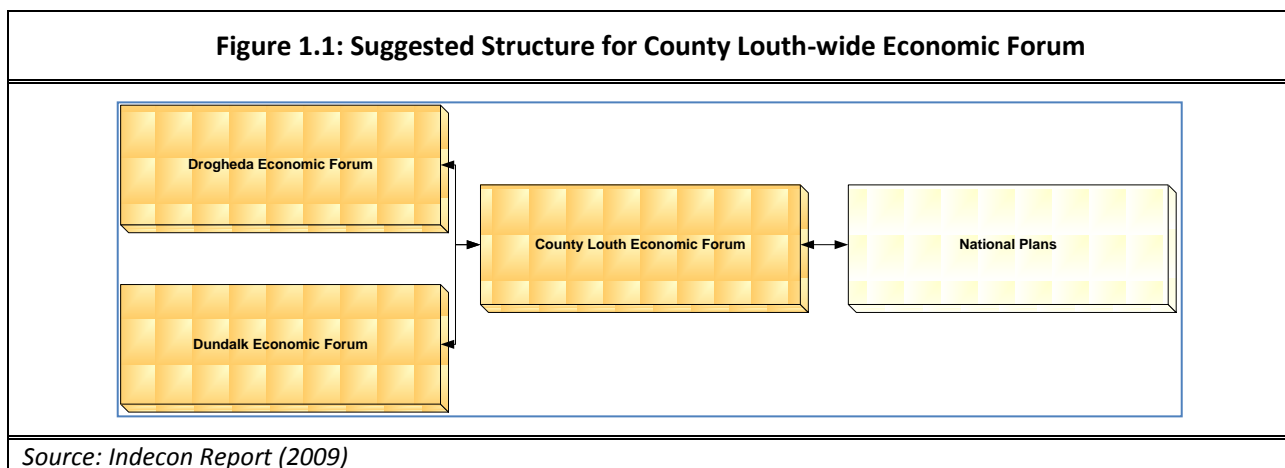 Figure 1.1: Suggested Structure for County Louth-wide Economic Forum
Drogheda Economic Forum
County Louth Economic Forum
National Plans
Dundalk Economic Forum
Source: Indecon Report (2009)